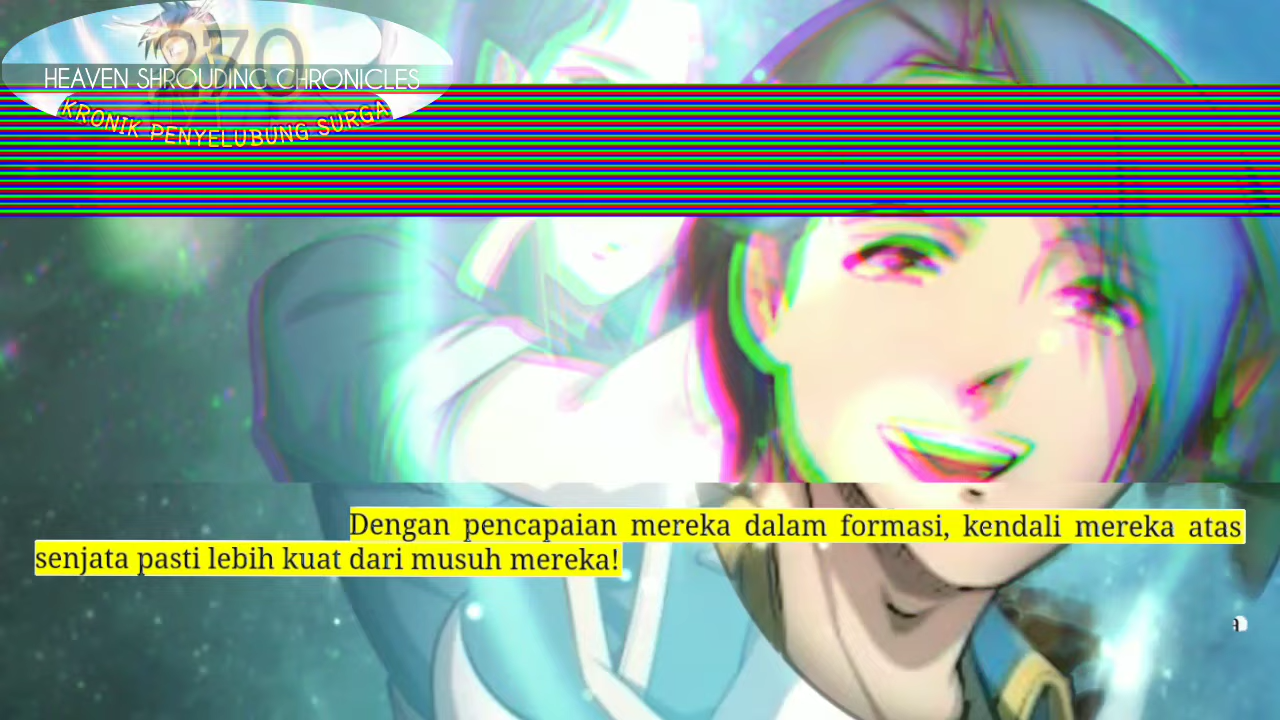 270
HEAVEN SHROUDING CHRONICLES
KRONIK PENYELUBUNG SURGA
Dengan pencapaian mereka dalam formasi, kendali mereka atas
senjata pasti lebih kuat dari musuh mereka!